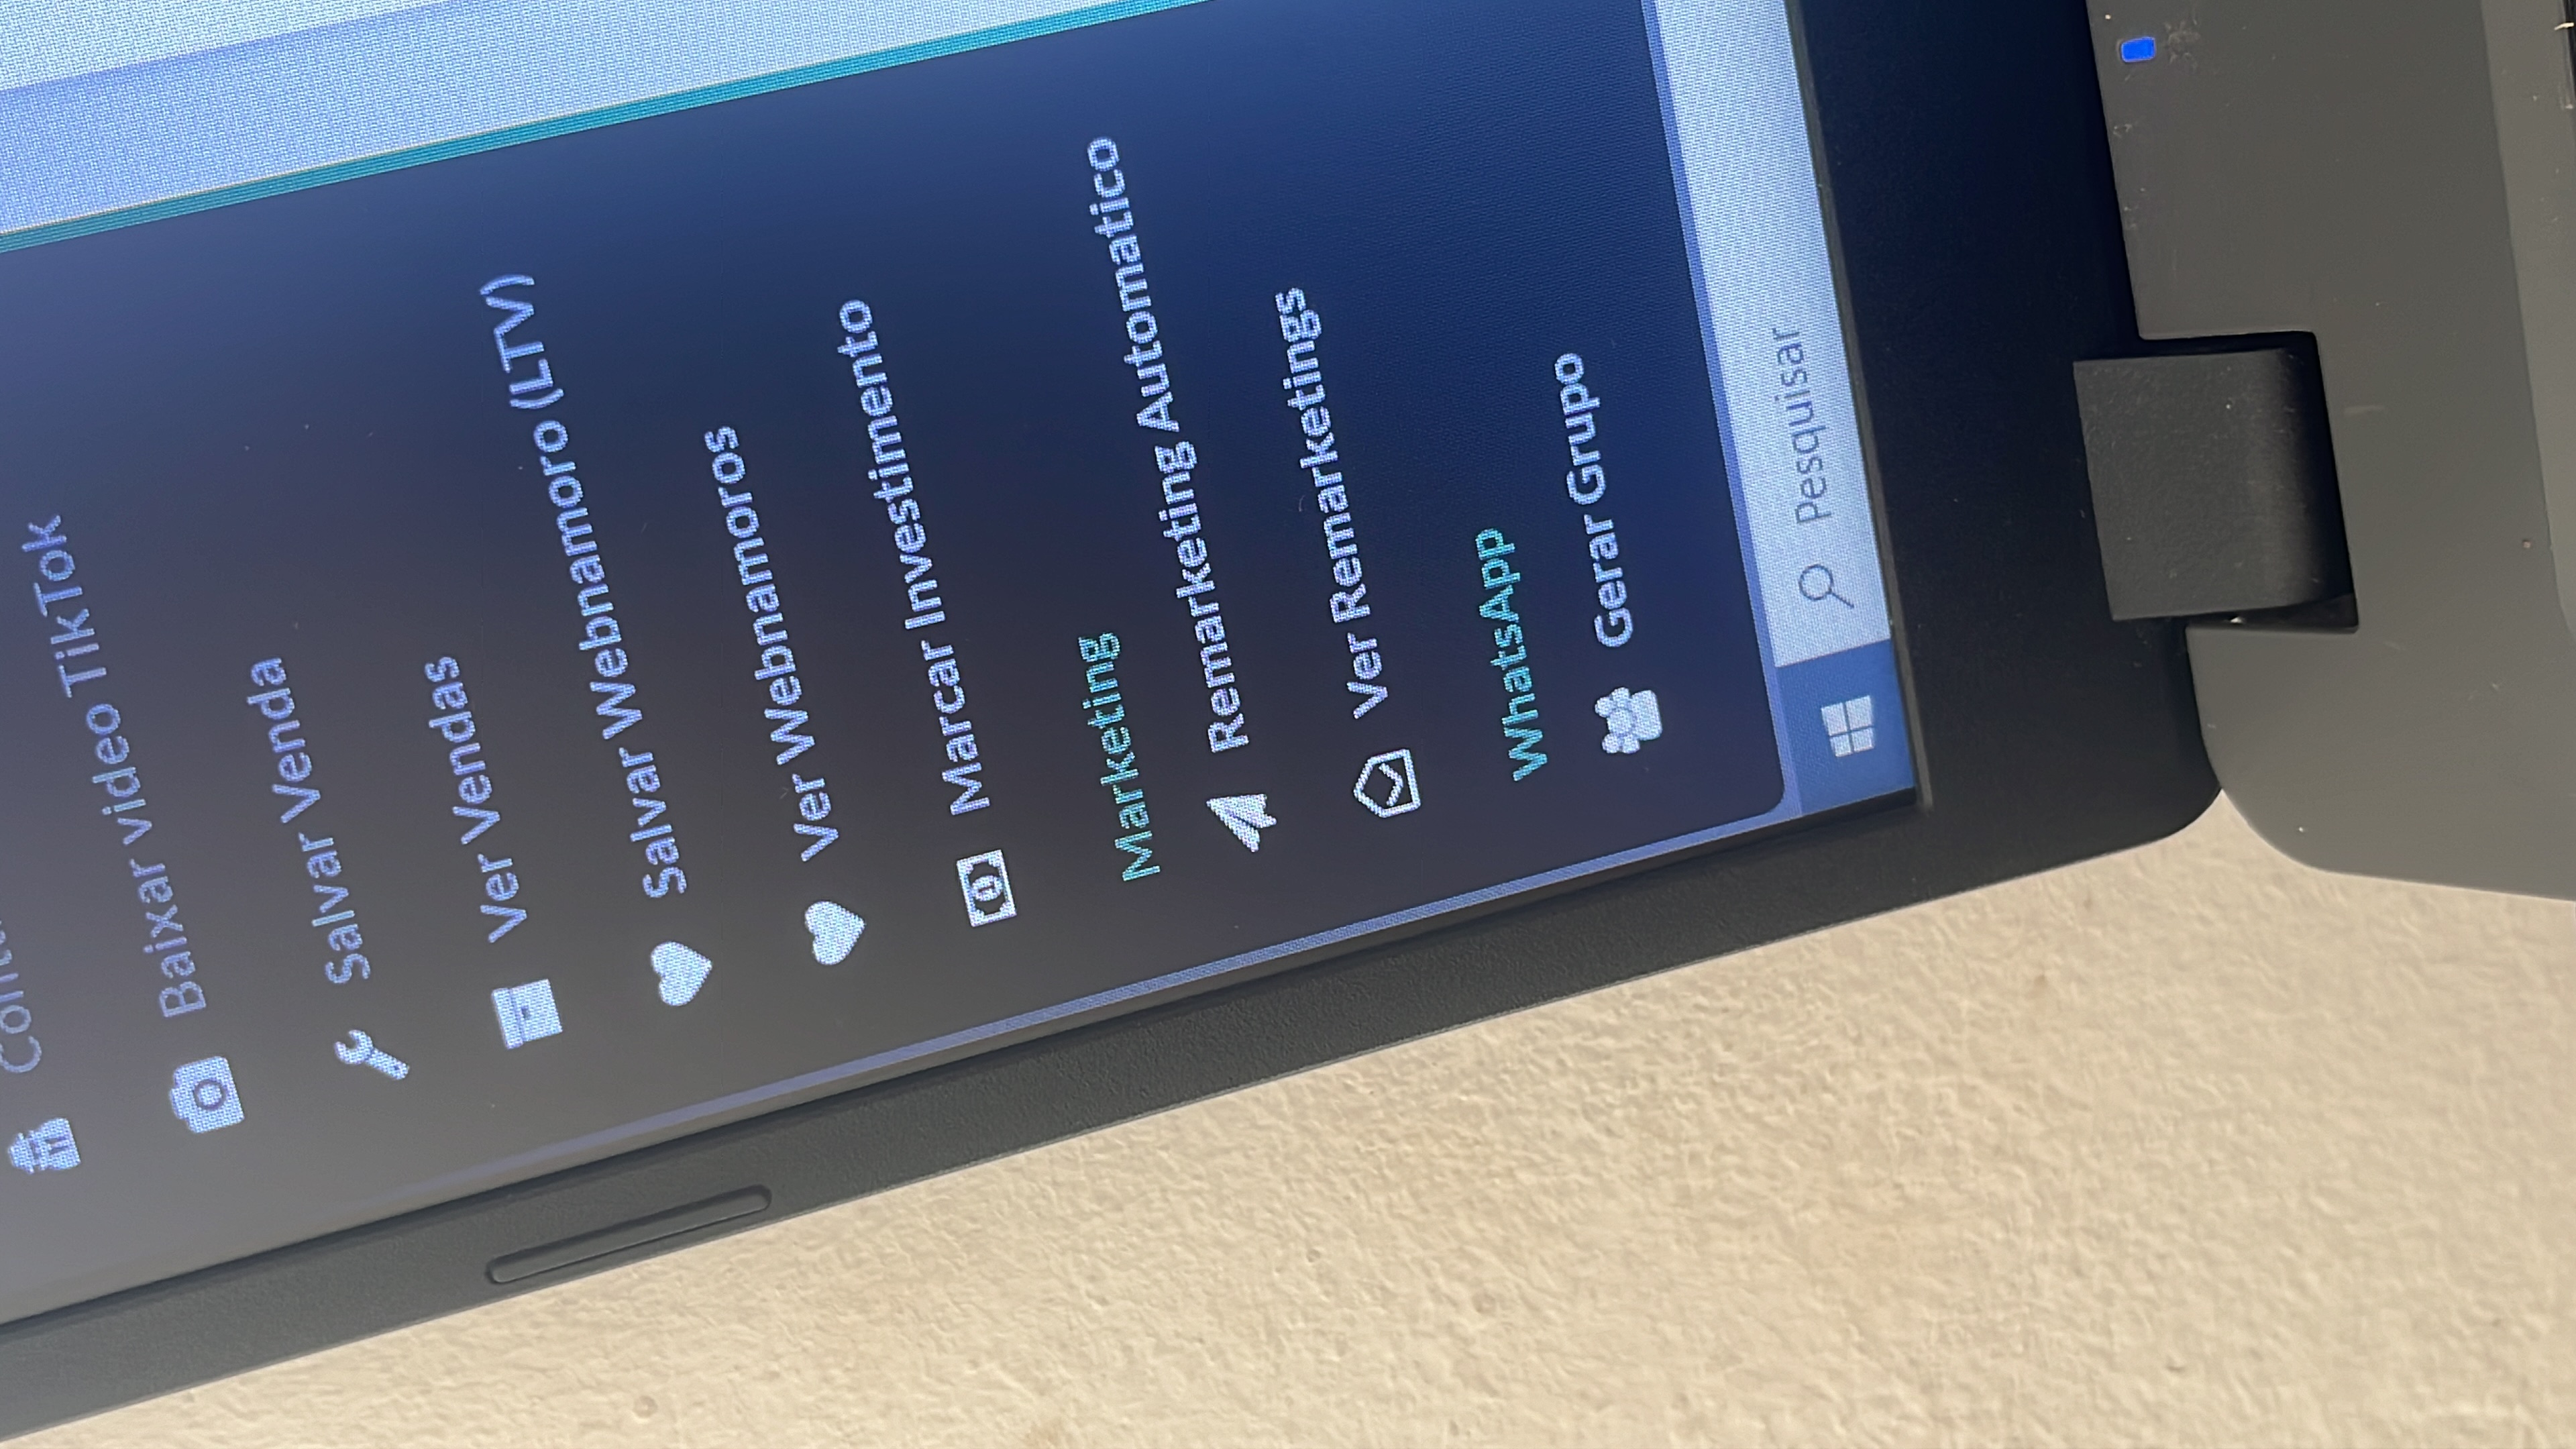 Baixar video TikTok
Salvar Venda
Ver Vendas
Salvar Webnamoro (LTV)
Ver Webnamoros
Marcar Investimento
Marketing
Remarketing Automatico
Ver Remarketings
WhatsApp
Gerar Grupo
Pesquisar